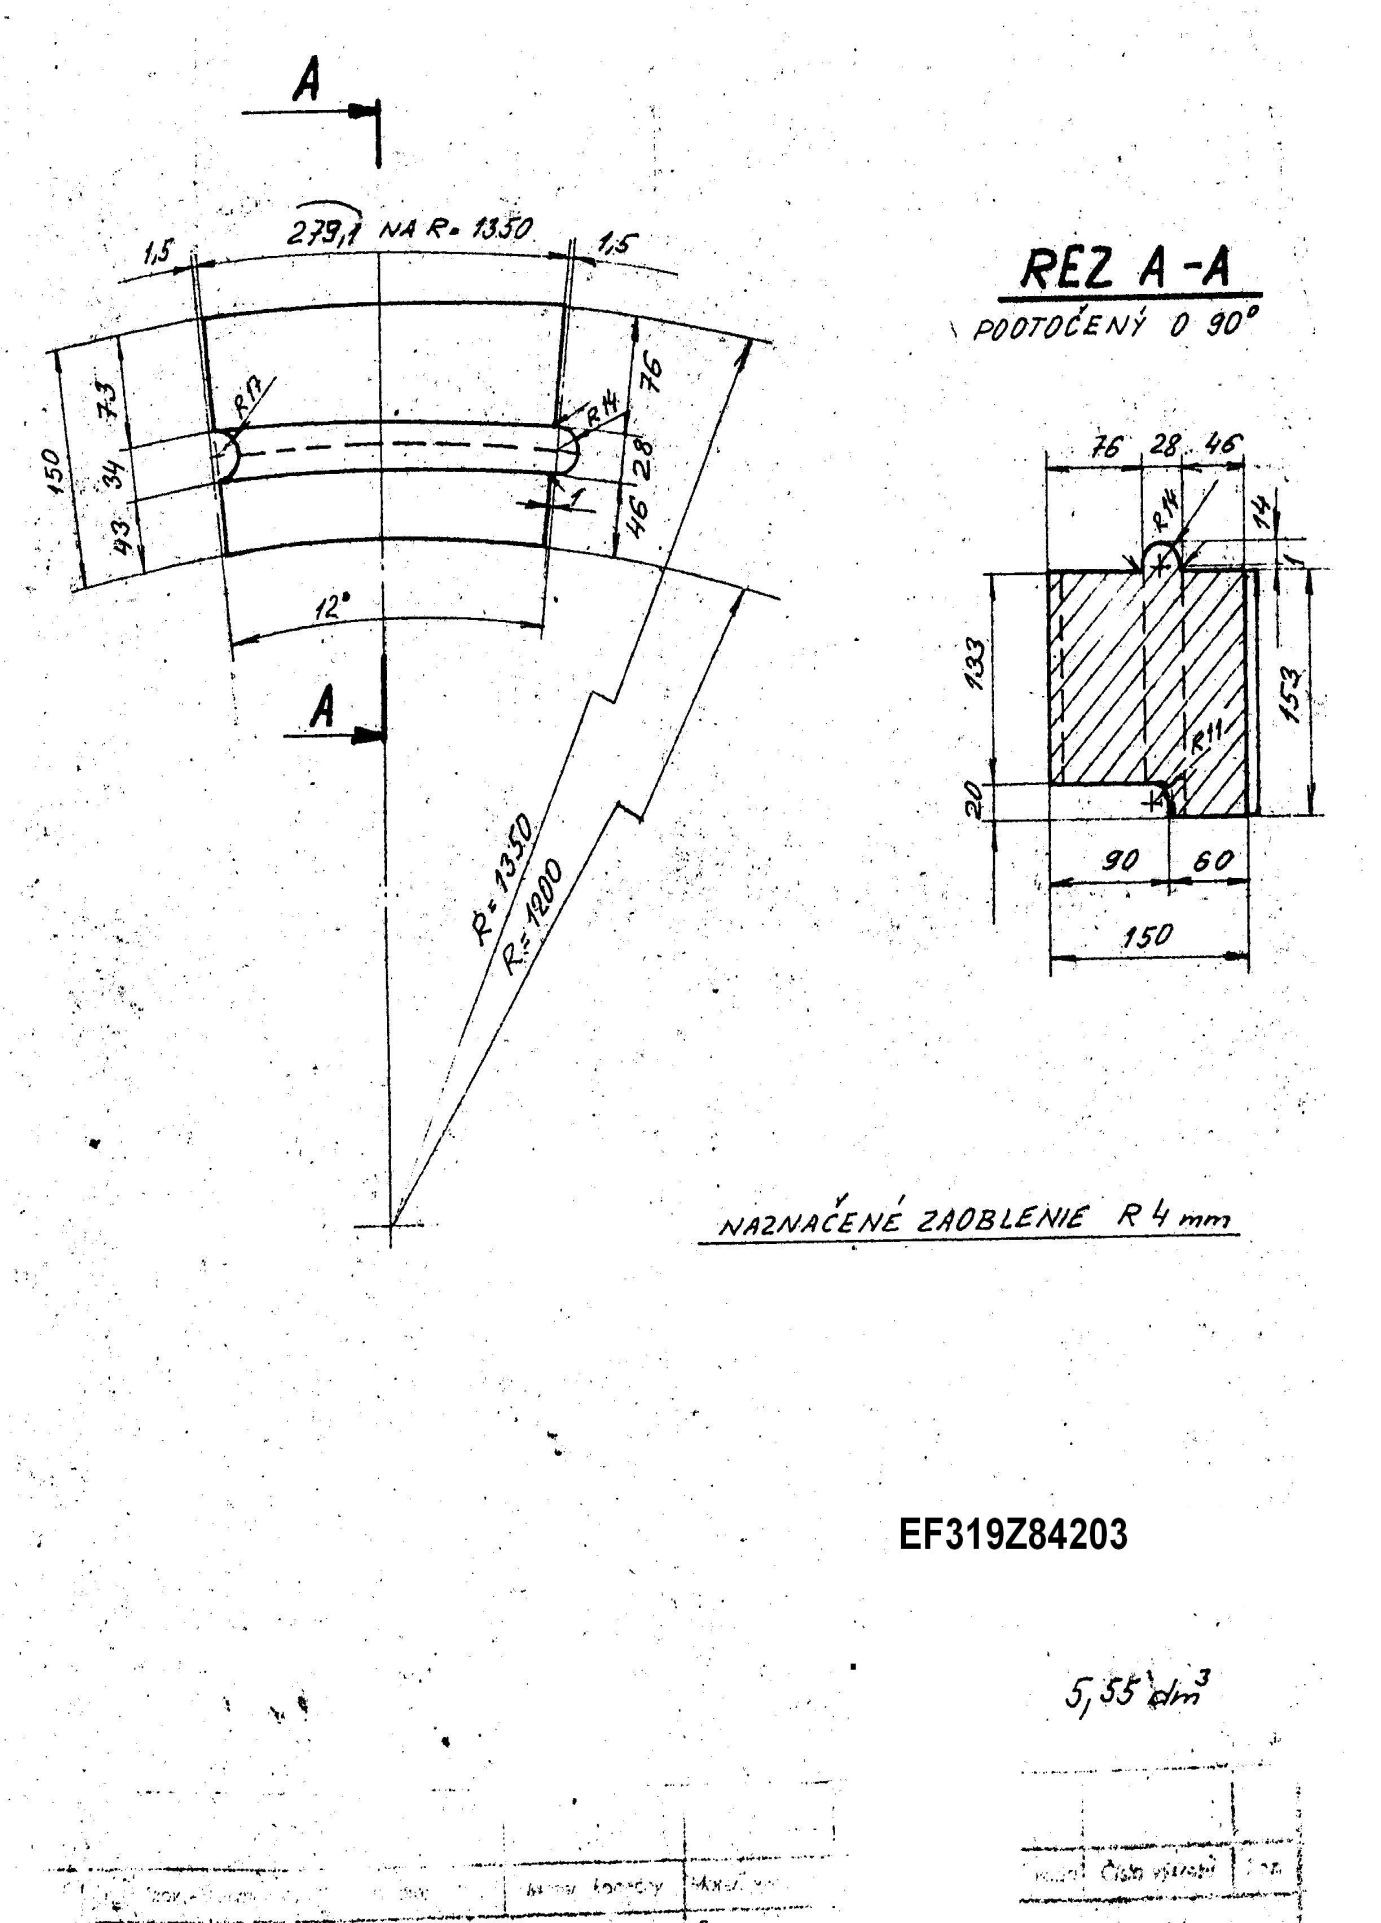 A
279,1 NA R= 1350
1,5
1,5
REZ A-A
POOTOČENÝ O 90°
73
34
43
150
R17
R14
76
28
46
1
12°
A
R= 1350
R= 1200
76 28 46
R14
14
1
133
20
153
R11
90 60
150
NAZNAČENÉ ZAOBLENIE R 4 mm
EF319Z84203
5,55 dm³
Číslo